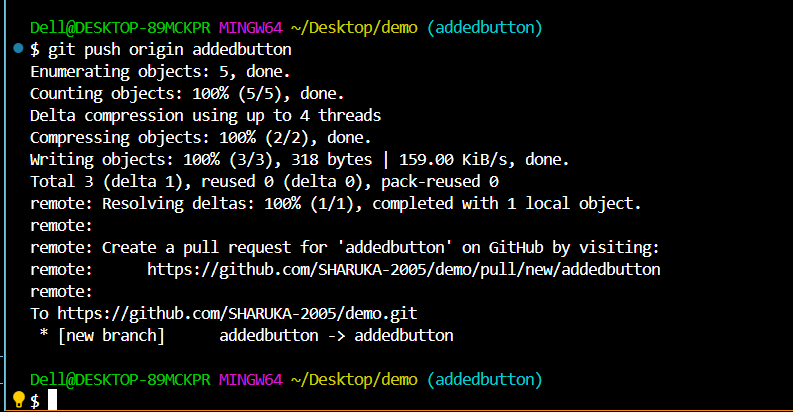 Dell@DESKTOP-89MCKPR MINGW64 ~/Desktop/demo (addedbutton)
$ git push origin addedbutton
Enumerating objects: 5, done.
Counting objects: 100% (5/5), done.
Delta compression using up to 4 threads
Compressing objects: 100% (2/2), done.
Writing objects: 100% (3/3), 318 bytes | 159.00 KiB/s, done.
Total 3 (delta 1), reused 0 (delta 0), pack-reused 0
remote: Resolving deltas: 100% (1/1), completed with 1 local object.
remote:
remote: Create a pull request for 'addedbutton' on GitHub by visiting:
remote:      https://github.com/SHARUKA-2005/demo/pull/new/addedbutton
remote:
To https://github.com/SHARUKA-2005/demo.git
 * [new branch]      addedbutton -> addedbutton
Dell@DESKTOP-89MCKPR MINGW64 ~/Desktop/demo (addedbutton)
$